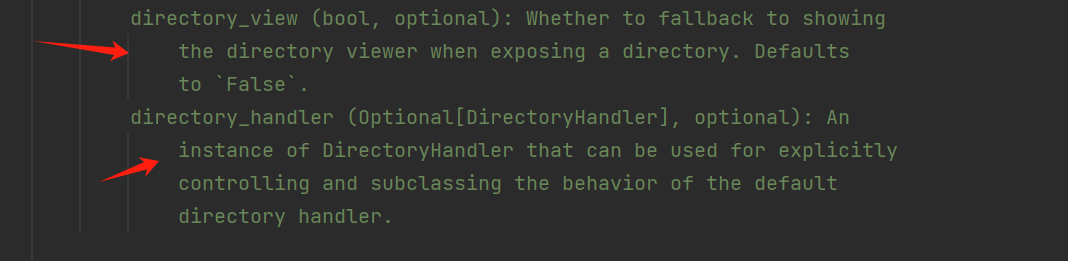 directory_view (bool, optional): Whether to fallback to showing
the directory viewer when exposing a directory. Defaults
to `False`.
directory_handler (Optional[DirectoryHandler], optional): An
instance of DirectoryHandler that can be used for explicitly
controlling and subclassing the behavior of the default
directory handler.